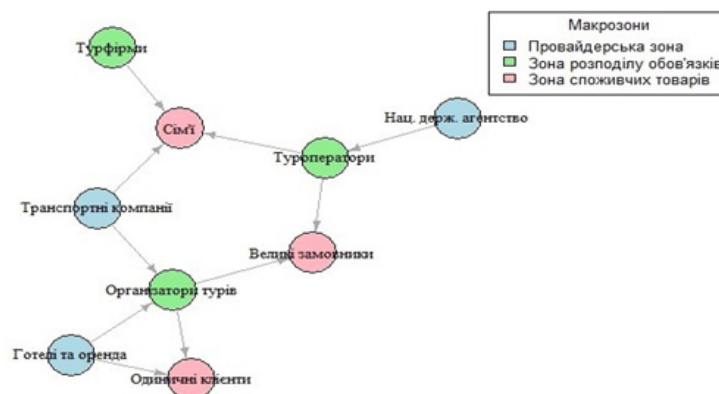 Макрозони
Провайдерська зона
Зона розподілу обов'язків
Зона споживчих товарів
Турфірми
Нац. держ. агентство
Сім'ї
Туроператори
Транспортні компанії
Великі замовники
Організатори турів
Готелі та оренда
Одиничні клієнти